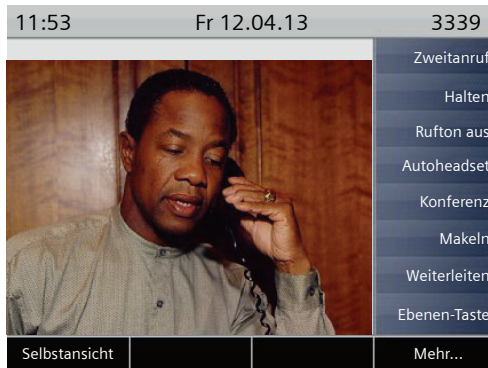 11:53 Fr 12.04.13 3339
Zweitanruf
Halten
Rufton aus
Autoheadset
Konferenz
Makeln
Weiterleiten
Ebenen-Taste
Selbstansicht Mehr...